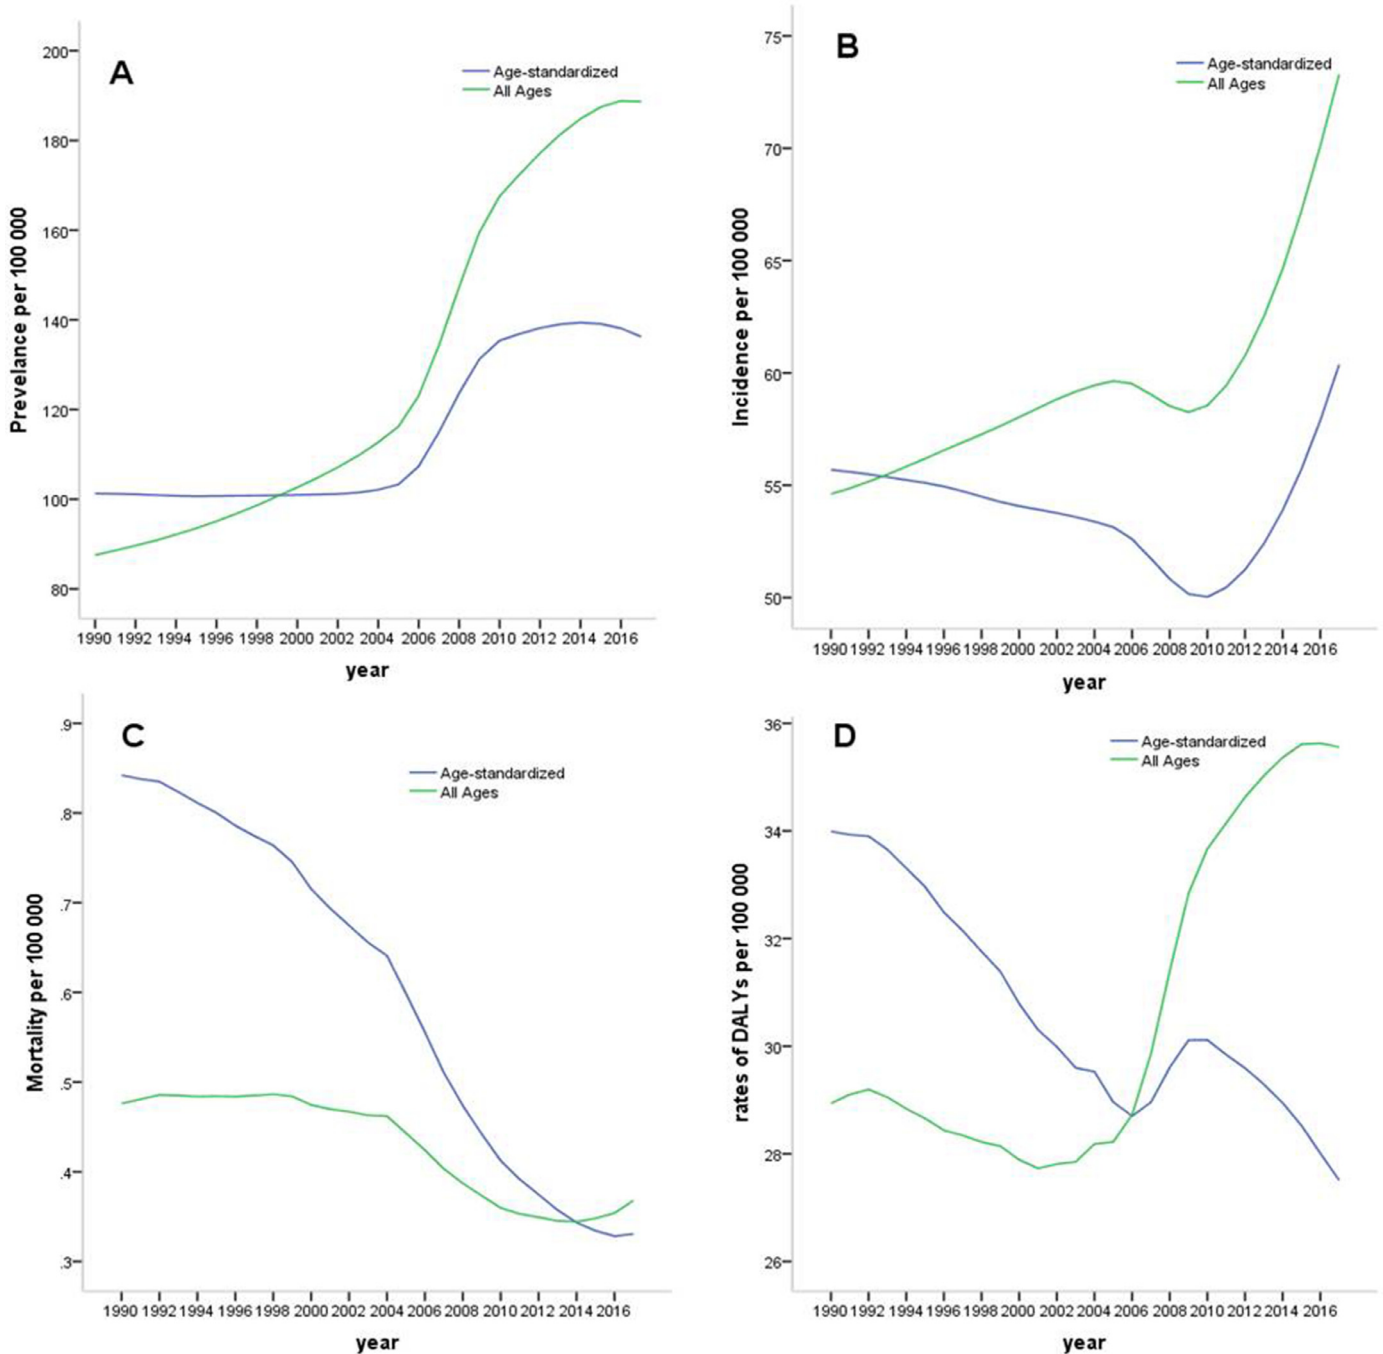 A
Age-standardized
All Ages
200
180
160
140
120
100
80
Prevelance per 100 000
1990 1992 1994 1996 1998 2000 2002 2004 2006 2008 2010 2012 2014 2016
year
B
Age-standardized
All Ages
75
70
65
60
55
50
Incidence per 100 000
1990 1992 1994 1996 1998 2000 2002 2004 2006 2008 2010 2012 2014 2016
year
C
Age-standardized
All Ages
.9
.8
.7
.6
.5
.4
.3
Mortality per 100 000
1990 1992 1994 1996 1998 2000 2002 2004 2006 2008 2010 2012 2014 2016
year
D
Age-standardized
All Ages
36
34
32
30
28
26
rates of DALYs per 100 000
1990 1992 1994 1996 1998 2000 2002 2004 2006 2008 2010 2012 2014 2016
year